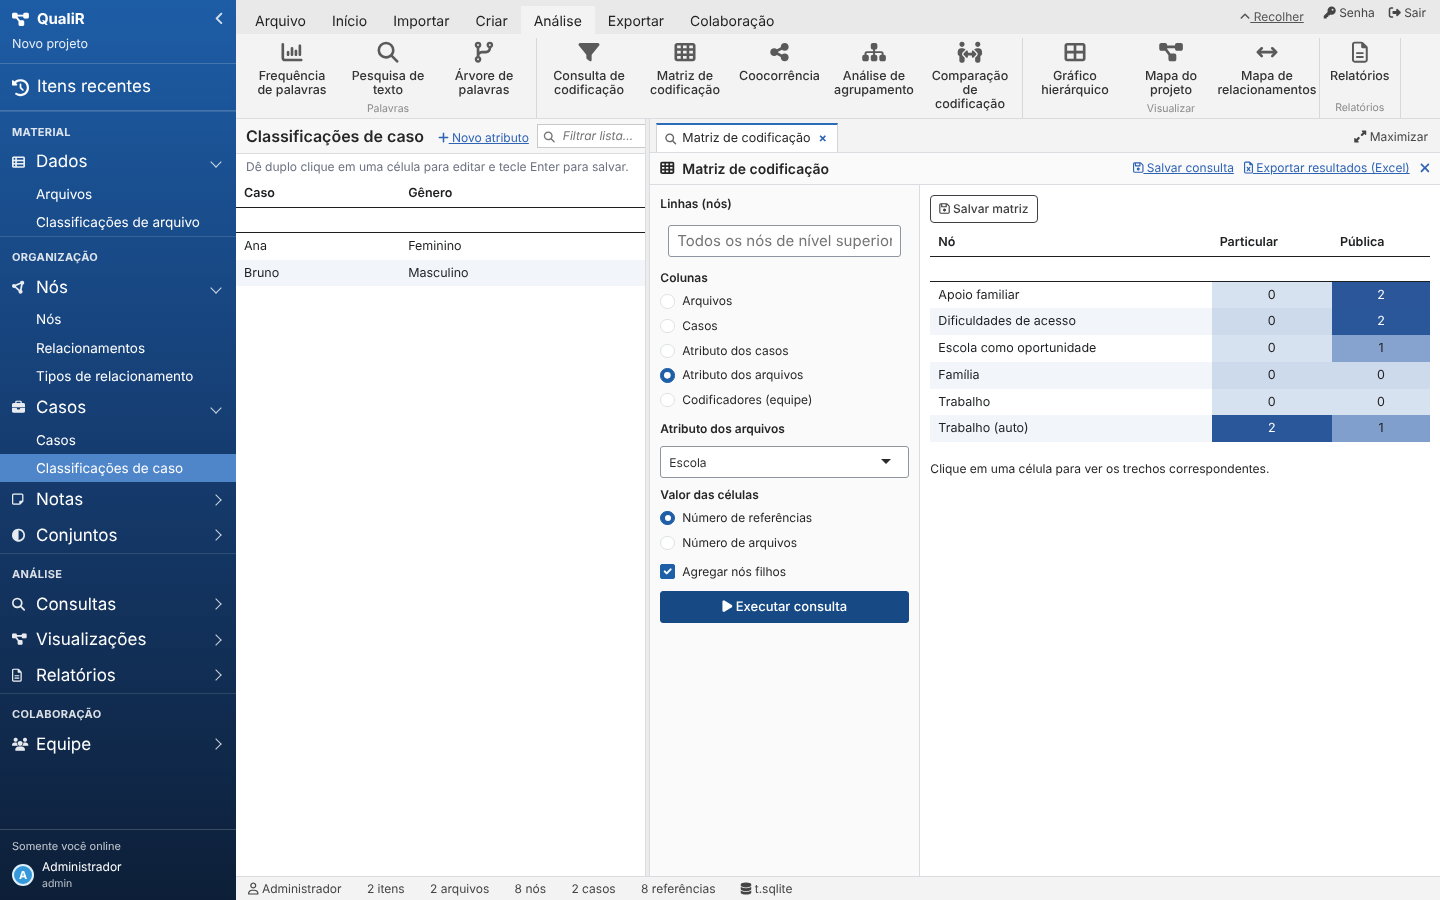 QualiR
Novo projeto
Itens recentes
MATERIAL
Dados
Arquivos
Classificações de arquivo
ORGANIZAÇÃO
Nós
Nós
Relacionamentos
Tipos de relacionamento
Casos
Casos
Classificações de caso
Notas
Conjuntos
ANÁLISE
Consultas
Visualizações
Relatórios
COLABORAÇÃO
Equipe
Somente você online
A
Administrador
admin
Arquivo Início Importar Criar Análise Exportar Colaboração
Recolher Senha Sair
Frequência de palavras
Pesquisa de texto
Árvore de palavras
Palavras
Consulta de codificação
Matriz de codificação
Coocorrência
Análise de agrupamento
Comparação de codificação
Gráfico hierárquico
Mapa do projeto
Mapa de relacionamentos
Visualizar
Relatórios
Relatórios
Classificações de caso
Novo atributo
Filtrar lista...
Dê duplo clique em uma célula para editar e tecle Enter para salvar.
Caso Gênero
Ana Feminino
Bruno Masculino
Matriz de codificação ×
Maximizar
Matriz de codificação
Salvar consulta Exportar resultados (Excel)
Linhas (nós)
Todos os nós de nível superior
Colunas
Arquivos
Casos
Atributo dos casos
Atributo dos arquivos
Codificadores (equipe)
Atributo dos arquivos
Escola
Valor das células
Número de referências
Número de arquivos
Agregar nós filhos
Executar consulta
Salvar matriz
Nó Particular Pública
Apoio familiar 0 2
Dificuldades de acesso 0 2
Escola como oportunidade 0 1
Família 0 0
Trabalho 0 0
Trabalho (auto) 2 1
Clique em uma célula para ver os trechos correspondentes.
Administrador 2 itens 2 arquivos 8 nós 2 casos 8 referências t.sqlite